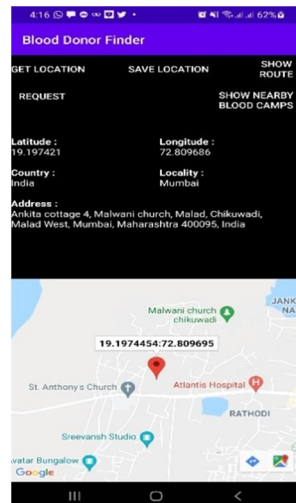 4:16 62%
Blood Donor Finder
GET LOCATION SAVE LOCATION SHOW ROUTE
REQUEST SHOW NEARBY BLOOD CAMPS
Latitude : Longitude :
19.197421 72.809686
Country : Locality :
India Mumbai
Address :
Ankita cottage 4, Malwani church, Malad, Chikuwadi,
Malad West, Mumbai, Maharashtra 400095, India
Malwani church
chikuwadi
JANK
NA
19.1974454:72.809695
St. Anthony's Church
Atlantis Hospital
RATHODI
Sreevansh Studio
vatar Bungalow
Google